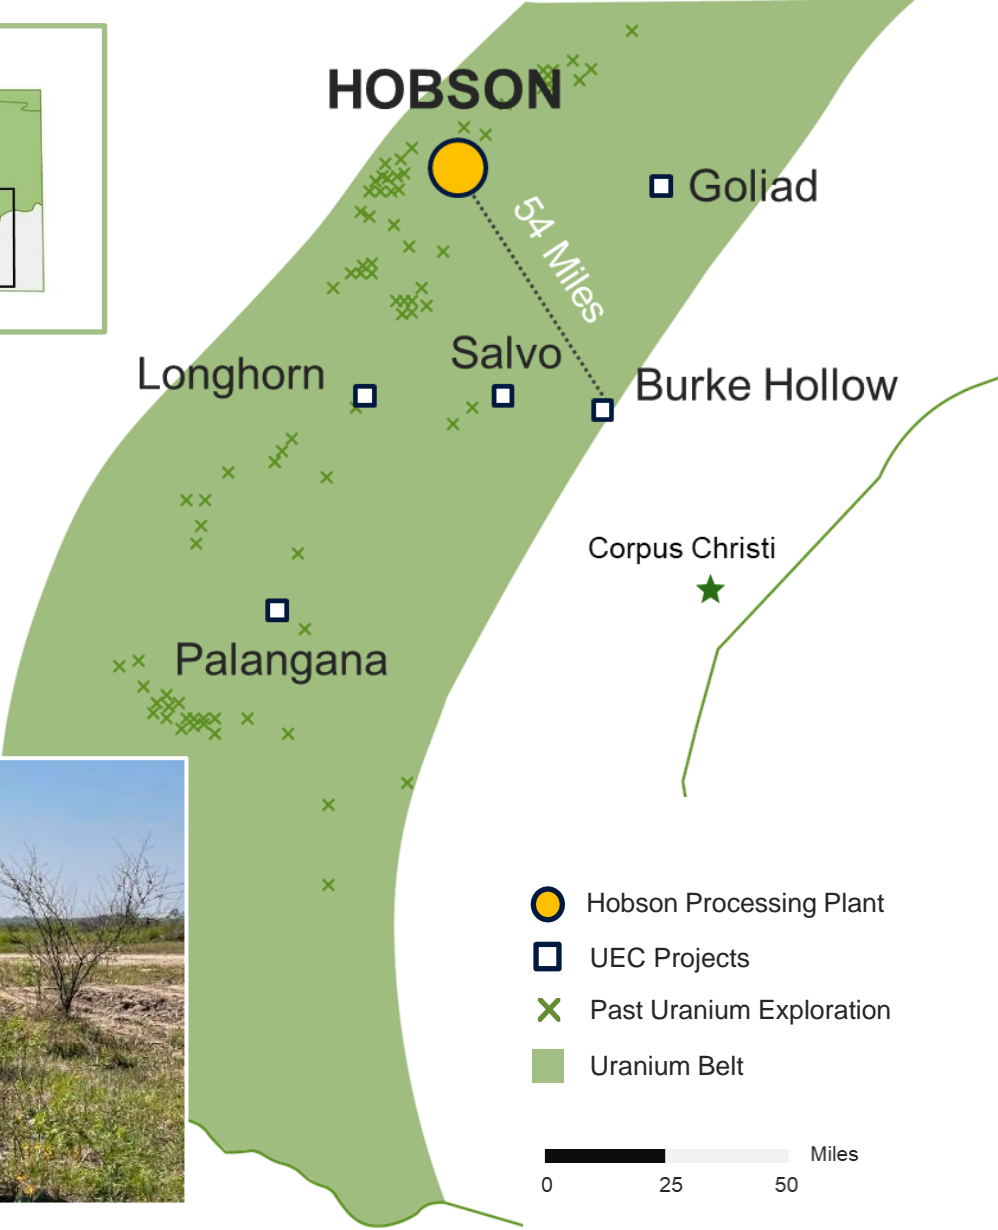 HOBSON
Goliad
54 Miles
Salvo
Longhorn
Burke Hollow
Corpus Christi
Palangana
Hobson Processing Plant
UEC Projects
Past Uranium Exploration
Uranium Belt
Miles
0 25 50